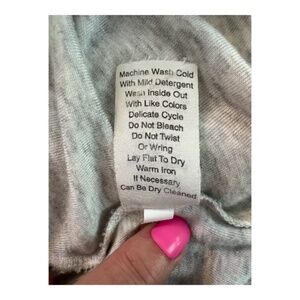 Machine Wash Cold
With Mild Detergent
Wash Inside Out
With Like Colors
Delicate Cycle
Do Not Bleach
Do Not Twist
Or Wring
Lay Flat To Dry
Warm Iron
If Necessary
Can Be Dry Cleaned